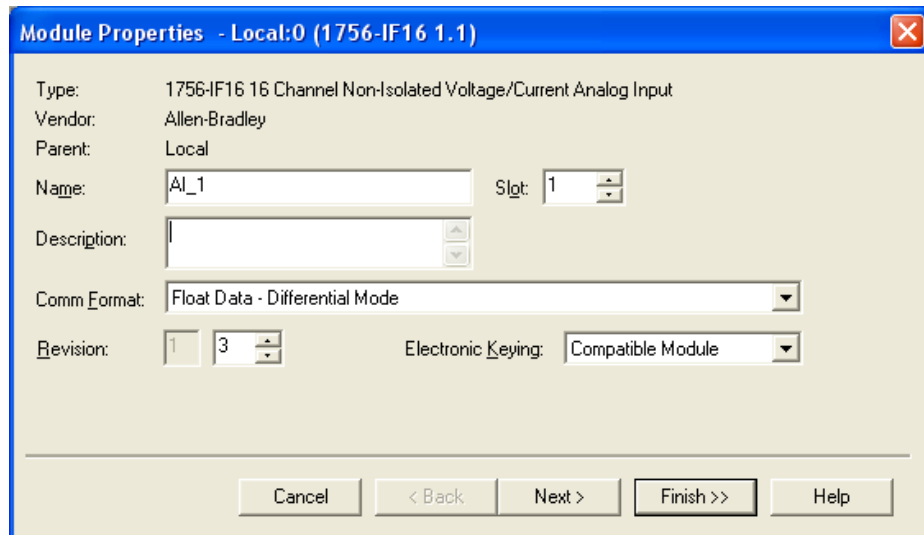 Module Properties - Local:0 (1756-IF16 1.1)
Type: 1756-IF16 16 Channel Non-Isolated Voltage/Current Analog Input
Vendor: Allen-Bradley
Parent: Local
Name: AI_1 Slot: 1
Description:
Comm Format: Float Data - Differential Mode
Revision: 1 3 Electronic Keying: Compatible Module
Cancel < Back Next > Finish >> Help